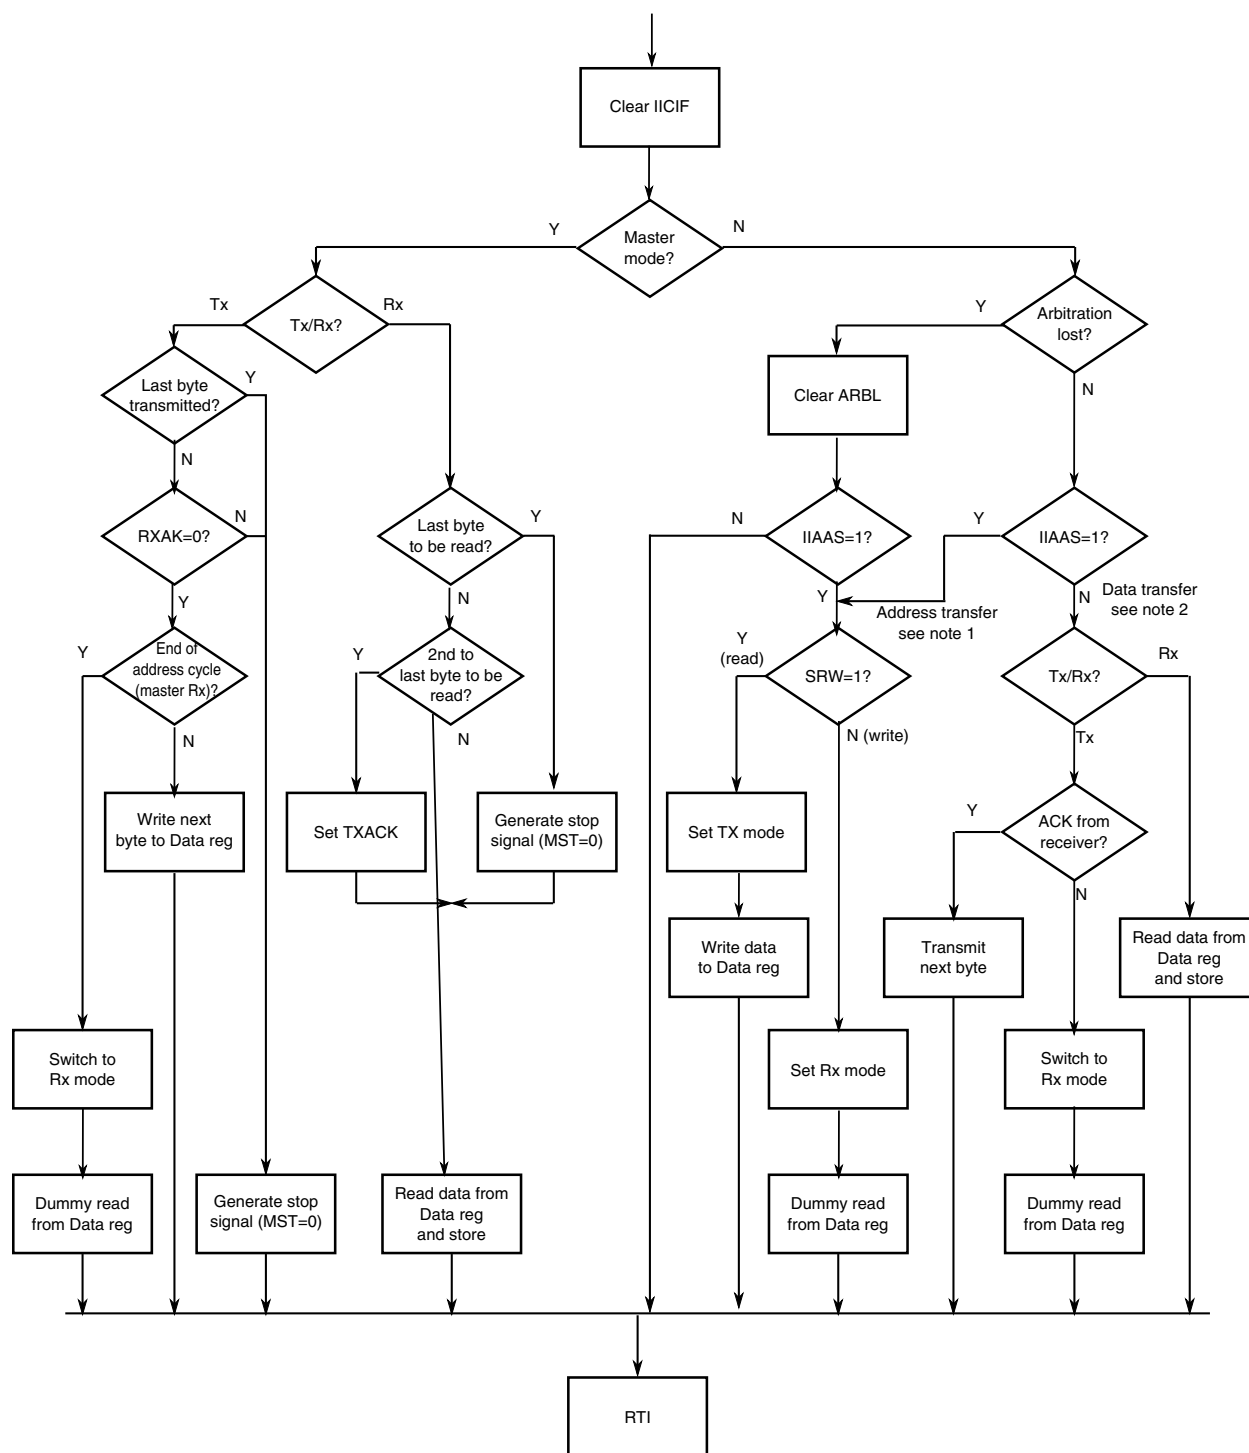 Clear IICIF
Y
N
Master
mode?
Tx
Rx
Y
Tx/Rx?
Arbitration
lost?
Y
Last byte
transmitted?
Clear ARBL
N
N
N
RXAK=0?
Last byte
to be read?
Y
N
IIAAS=1?
Y
IIAAS=1?
Y
N
Y
N
Data transfer
see note 2
Address transfer
see note 1
Y
End of
address cycle
(master Rx)?
Y
2nd to
last byte to be
read?
Y
(read)
SRW=1?
Tx/Rx?
Rx
N
N
N (write)
Tx
Write next
byte to Data reg
Set TXACK
Generate stop
signal (MST=0)
Set TX mode
Y
ACK from
receiver?
N
Write data
to Data reg
Transmit
next byte
Read data from
Data reg
and store
Switch to
Rx mode
Set Rx mode
Switch to
Rx mode
Dummy read
from Data reg
Generate stop
signal (MST=0)
Read data from
Data reg
and store
Dummy read
from Data reg
Dummy read
from Data reg
RTI